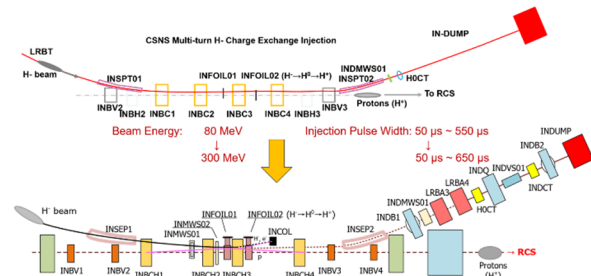 CSNS Multi-turn H- Charge Exchange Injection
IN-DUMP
LRBT
H- beam
INSPT01
INFOIL01
INFOIL02 (H⁻→H⁰→H⁺)
INDMWS01
INSPT02
H0CT
INBV2
INBH2
INBC1
INBC2
INBC3
INBC4
INBH3
INBV3
Protons (H⁺)
To RCS
Beam Energy: 80 MeV
↓
300 MeV
Injection Pulse Width: 50 μs ~ 550 μs
↓
50 μs ~ 650 μs
INDUMP
INDB2
INDVS01
INDQ
INDCT
LRBA4
H0CT
LRBA3
INDMWS01
INDB1
H⁻ beam
INSEP1
INFOIL01
INFOIL02 (H⁻→H⁰→H⁺)
INMWS02
INMWS01
INCOL
INSEP2
P
INBV1
INBV2
INBCH1
INBCH2
INBCH3
INBCH4
INBV3
INBV4
Protons
(H⁺)
RCS